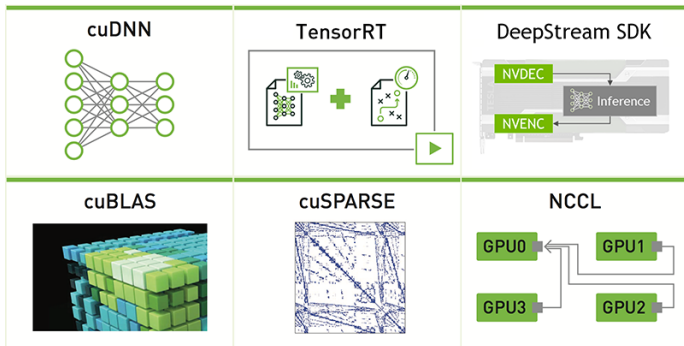 cuDNN
TensorRT
DeepStream SDK
NVDEC
Inference
NVENC
cuBLAS
cuSPARSE
NCCL
GPU0
GPU1
GPU3
GPU2